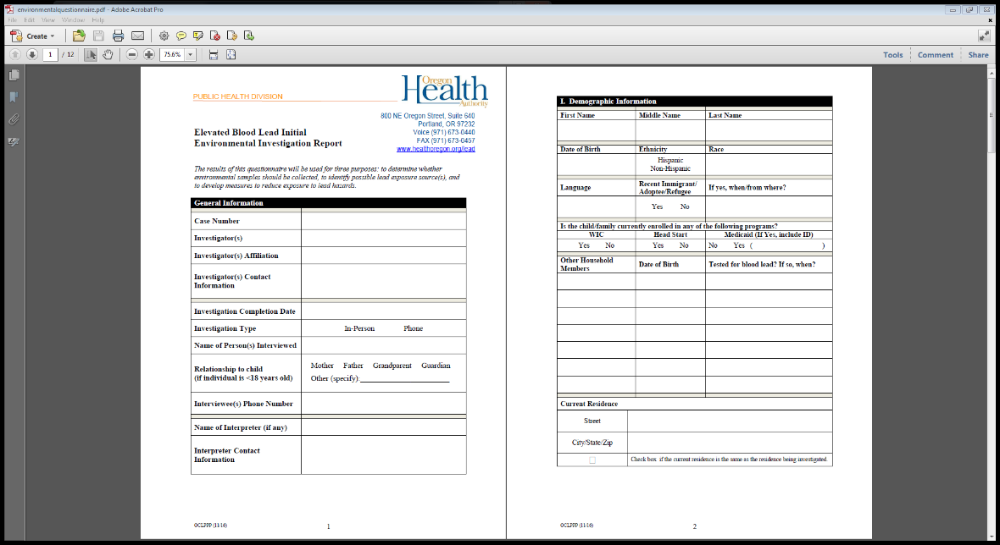 environmentalquestionnaire.pdf - Adobe Acrobat Pro
File Edit View Window Help
Create
1 / 12
75.6%
Tools Comment Share
PUBLIC HEALTH DIVISION
Oregon
Health
Authority
800 NE Oregon Street, Suite 640
Portland, OR 97232
Voice (971) 673-0440
FAX (971) 673-0457
www.healthoregon.org/lead
Elevated Blood Lead Initial
Environmental Investigation Report
The results of this questionnaire will be used for three purposes: to determine whether
environmental samples should be collected, to identify possible lead exposure source(s), and
to develop measures to reduce exposure to lead hazards.
General Information
Case Number
Investigator(s)
Investigator(s) Affiliation
Investigator(s) Contact
Information
Investigation Completion Date
Investigation Type In-Person Phone
Name of Person(s) Interviewed
Relationship to child
(if individual is <18 years old)
Mother Father Grandparent Guardian
Other (specify):
Interviewee(s) Phone Number
Name of Interpreter (if any)
Interpreter Contact
Information
OCLPPP (11/16) 1
I. Demographic Information
First Name Middle Name Last Name
Date of Birth Ethnicity Race
Hispanic
Non-Hispanic
Language Recent Immigrant/
Adoptee/Refugee If yes, when/from where?
Yes No
Is the child/family currently enrolled in any of the following programs?
WIC Head Start Medicaid (If Yes, include ID)
Yes No Yes No No Yes ( )
Other Household
Members Date of Birth Tested for blood lead? If so, when?
Current Residence
Street
City/State/Zip
Check box if the current residence is the same as the residence being investigated.
OCLPPP (11/16) 2